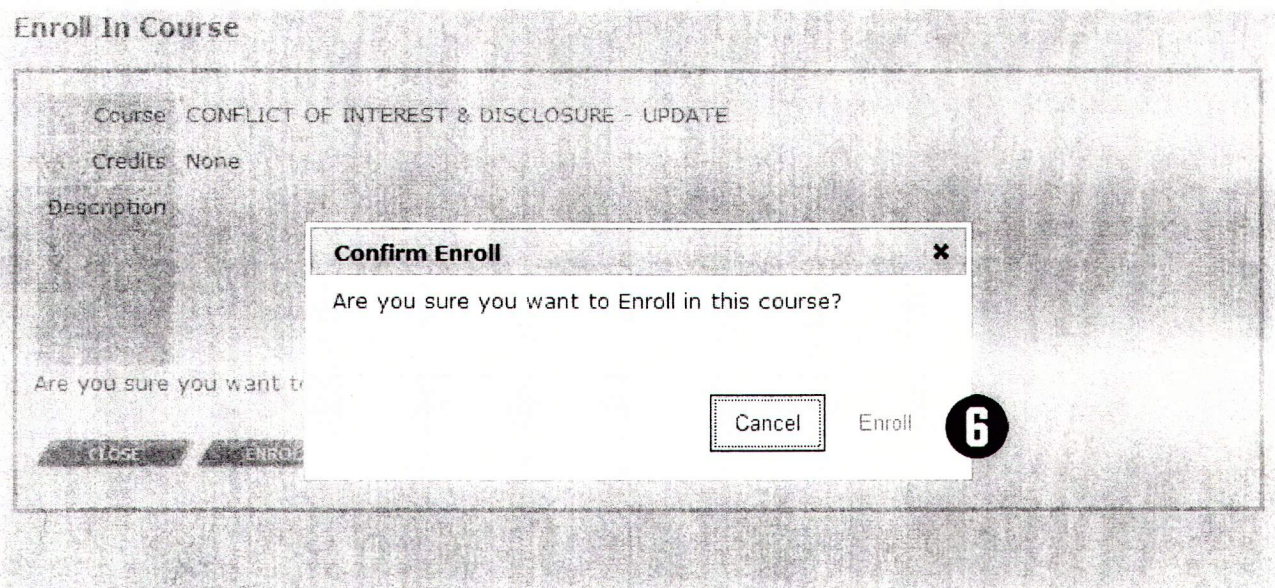 Enroll In Course
Course CONFLICT OF INTEREST & DISCLOSURE - UPDATE
Credits None
Description
Confirm Enroll ✖
Are you sure you want to Enroll in this course?
Are you sure you want
Cancel Enroll 6
CLOSE